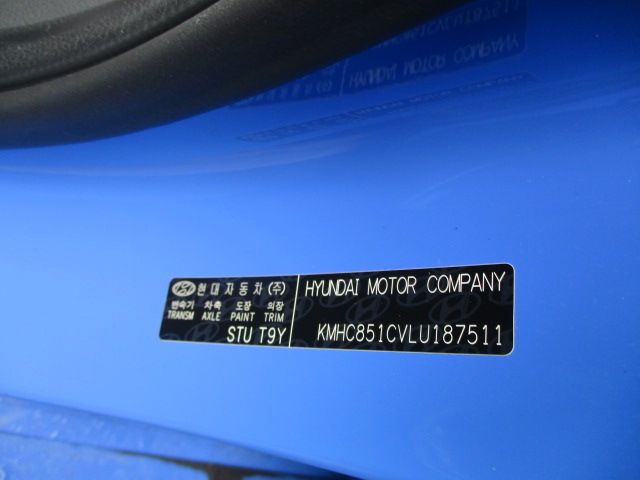 현대자동차(주)
변속기 차축 도장 의장
TRANSM AXLE PAINT TRIM
STU T9Y
HYUNDAI MOTOR COMPANY
KMHC851CVLU187511